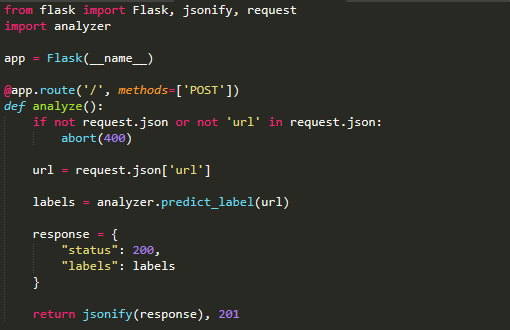 from flask import Flask, jsonify, request
import analyzer
app = Flask(__name__)
@app.route('/', methods=['POST'])
def analyze():
    if not request.json or not 'url' in request.json:
        abort(400)
    url = request.json['url']
    labels = analyzer.predict_label(url)
    response = {
        "status": 200,
        "labels": labels
    }
    return jsonify(response), 201